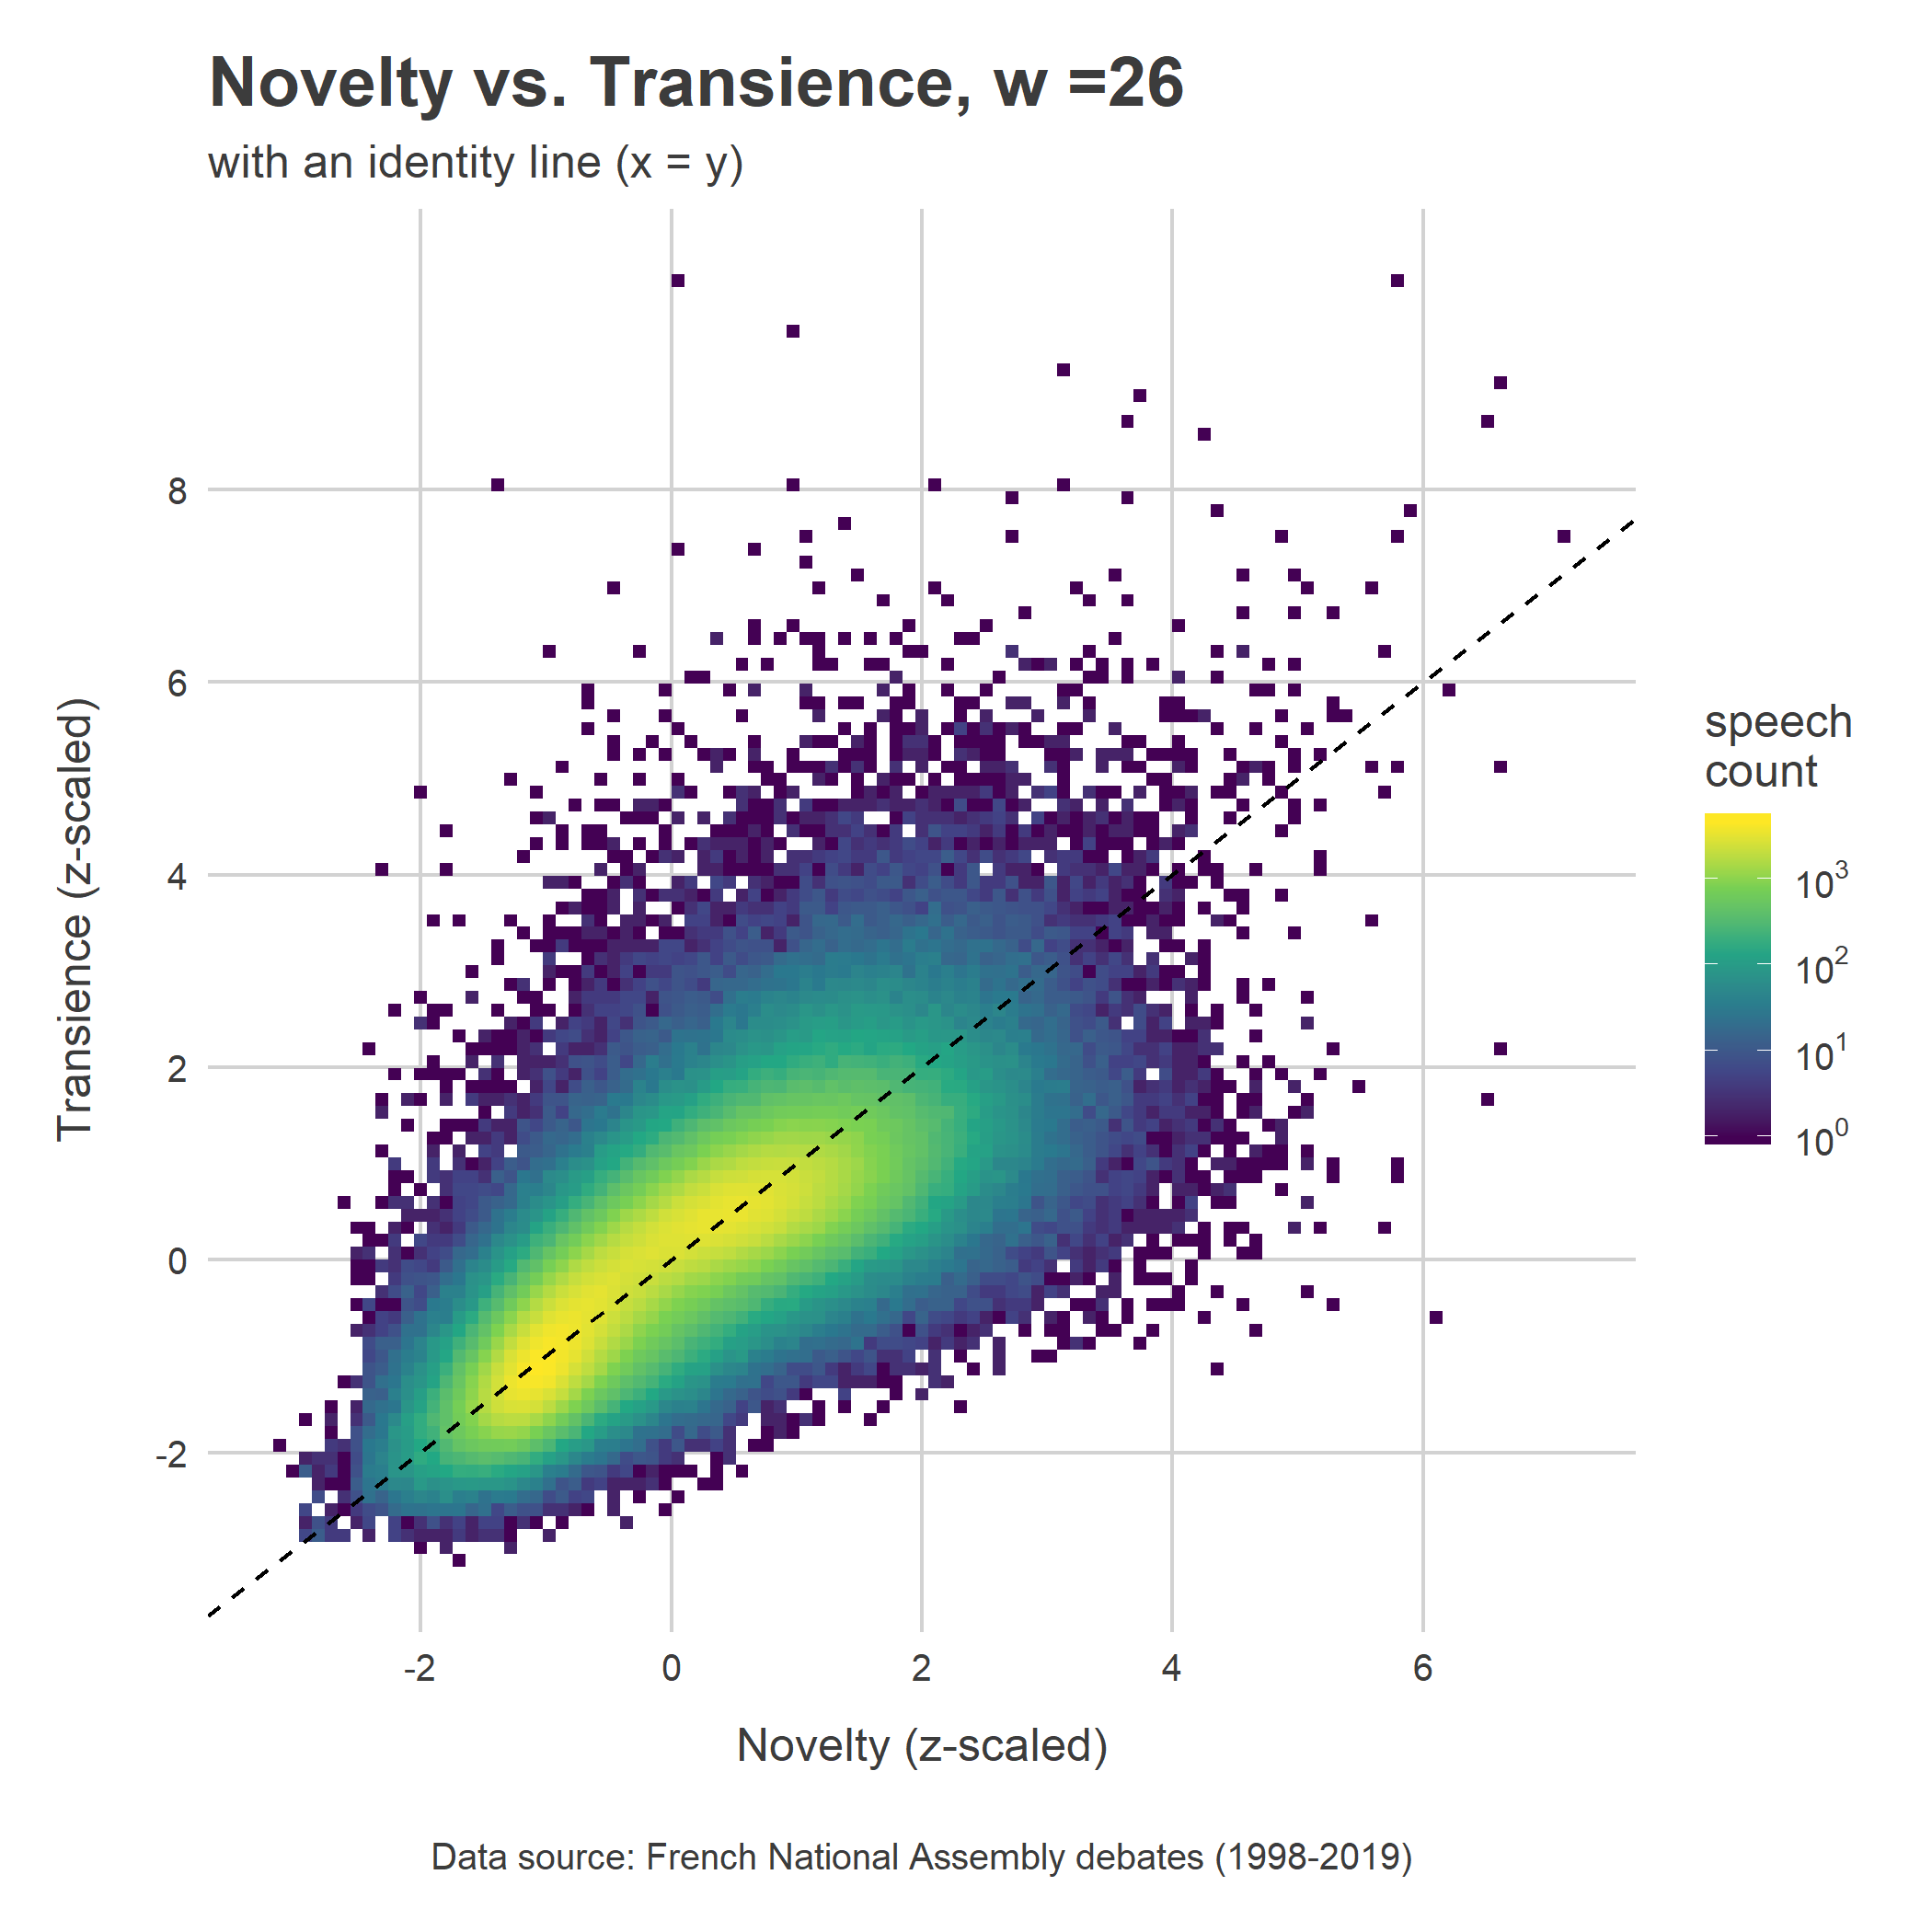 Novelty vs. Transience, w =26
with an identity line (x = y)
8
6
4
2
0
-2
Transience (z-scaled)
-2 0 2 4 6
Novelty (z-scaled)
speech
count
10³
10²
10¹
10⁰
Data source: French National Assembly debates (1998-2019)